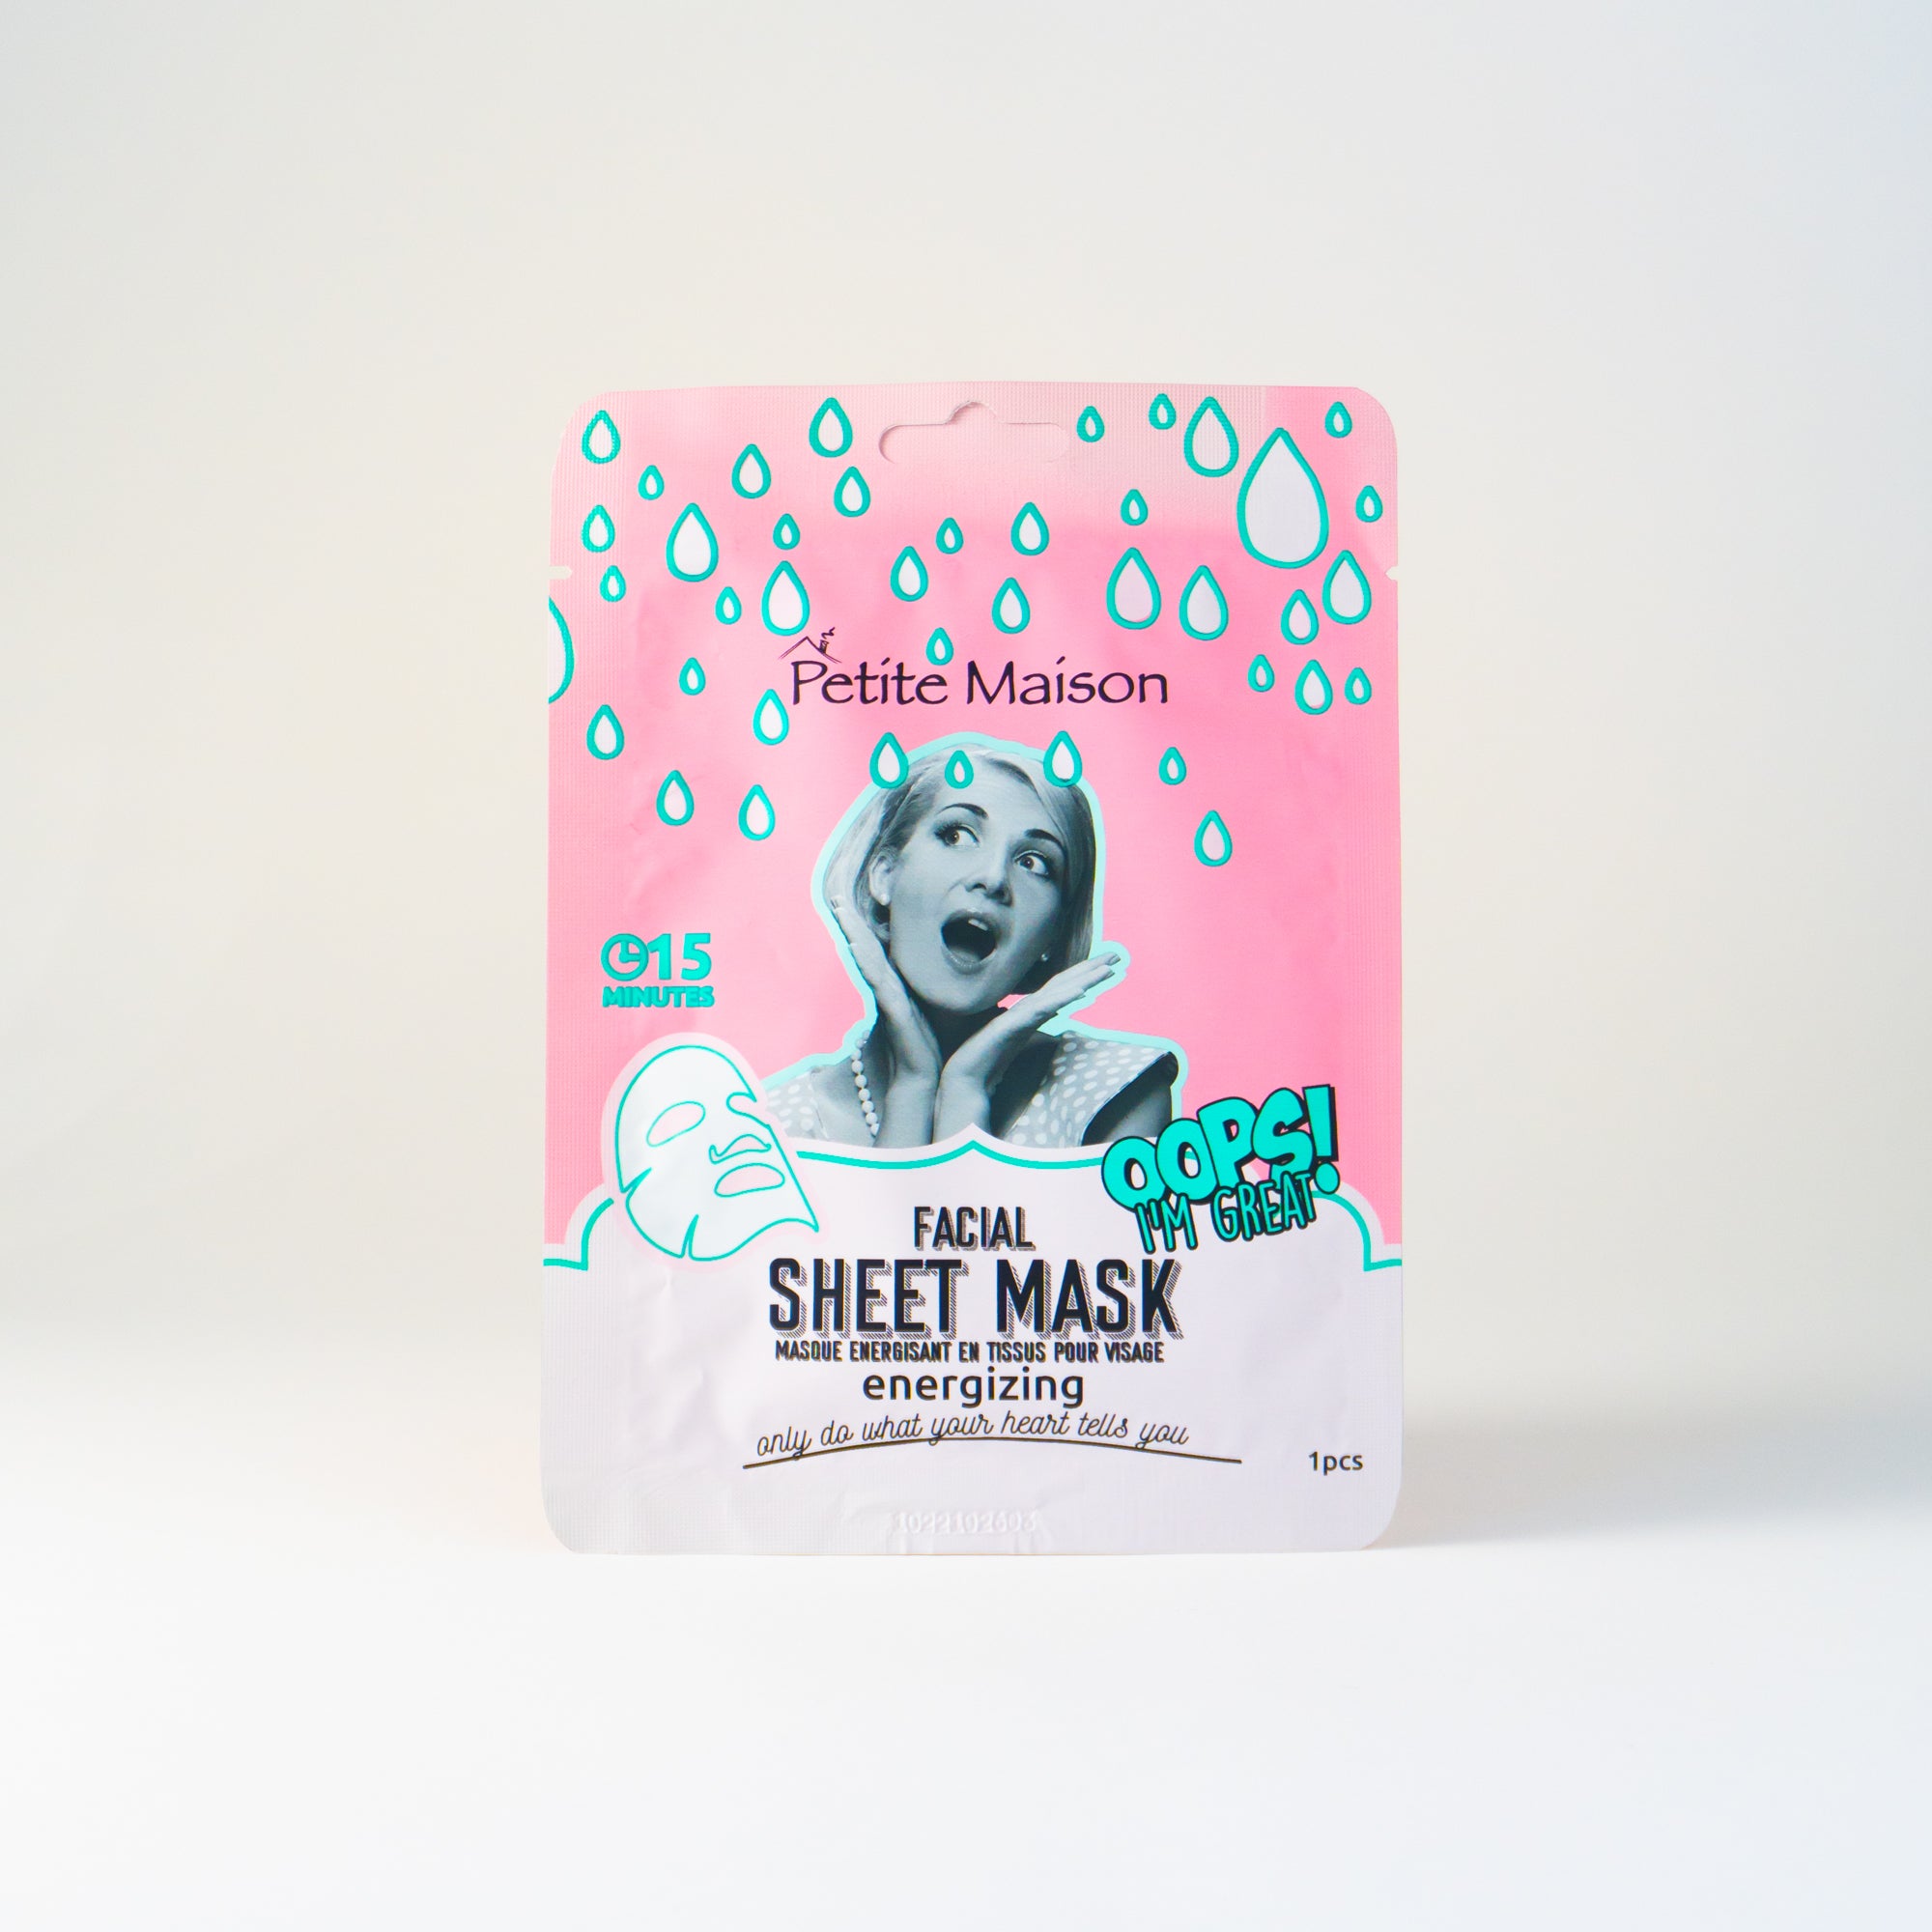 Petite Maison
15
MINUTES
OOPS!
I'M GREAT
FACIAL
SHEET MASK
MASQUE ENERGISANT EN TISSUS POUR VISAGE
energizing
only do what your heart tells you
1pcs